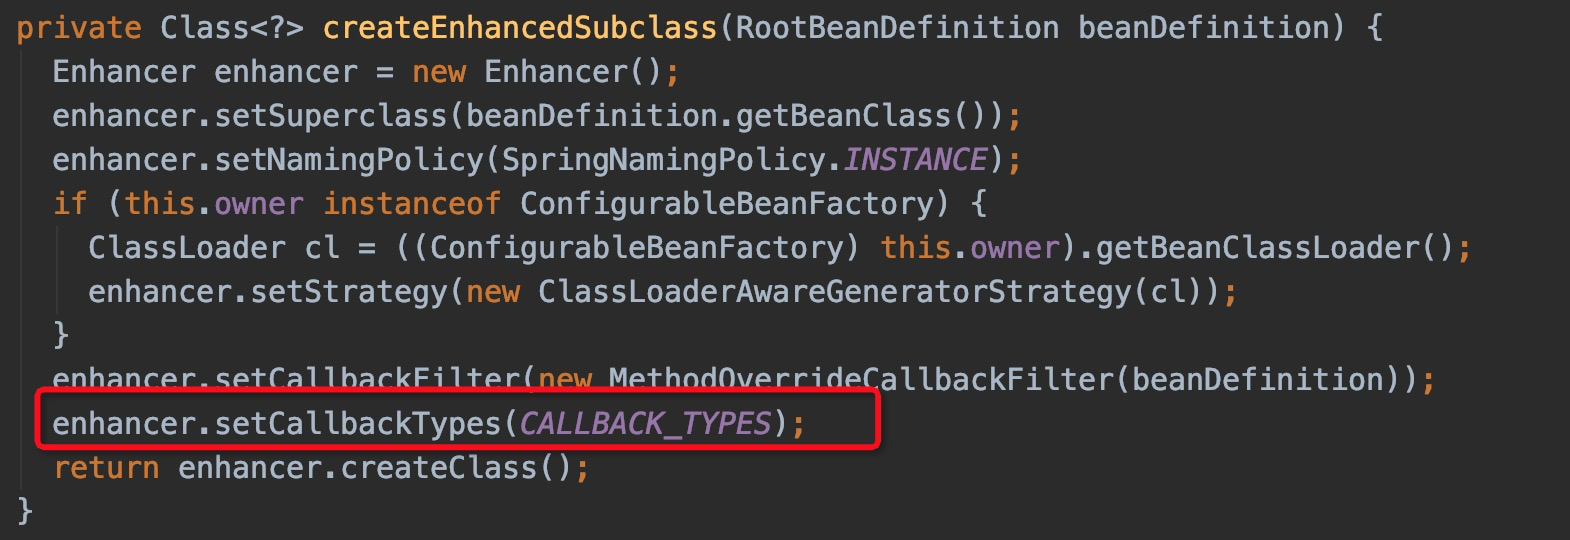 private Class<?> createEnhancedSubclass(RootBeanDefinition beanDefinition) {
Enhancer enhancer = new Enhancer();
enhancer.setSuperclass(beanDefinition.getBeanClass());
enhancer.setNamingPolicy(SpringNamingPolicy.INSTANCE);
if (this.owner instanceof ConfigurableBeanFactory) {
ClassLoader cl = ((ConfigurableBeanFactory) this.owner).getBeanClassLoader();
enhancer.setStrategy(new ClassLoaderAwareGeneratorStrategy(cl));
}
enhancer.setCallbackFilter(new MethodOverrideCallbackFilter(beanDefinition));
enhancer.setCallbackTypes(CALLBACK_TYPES);
return enhancer.createClass();
}